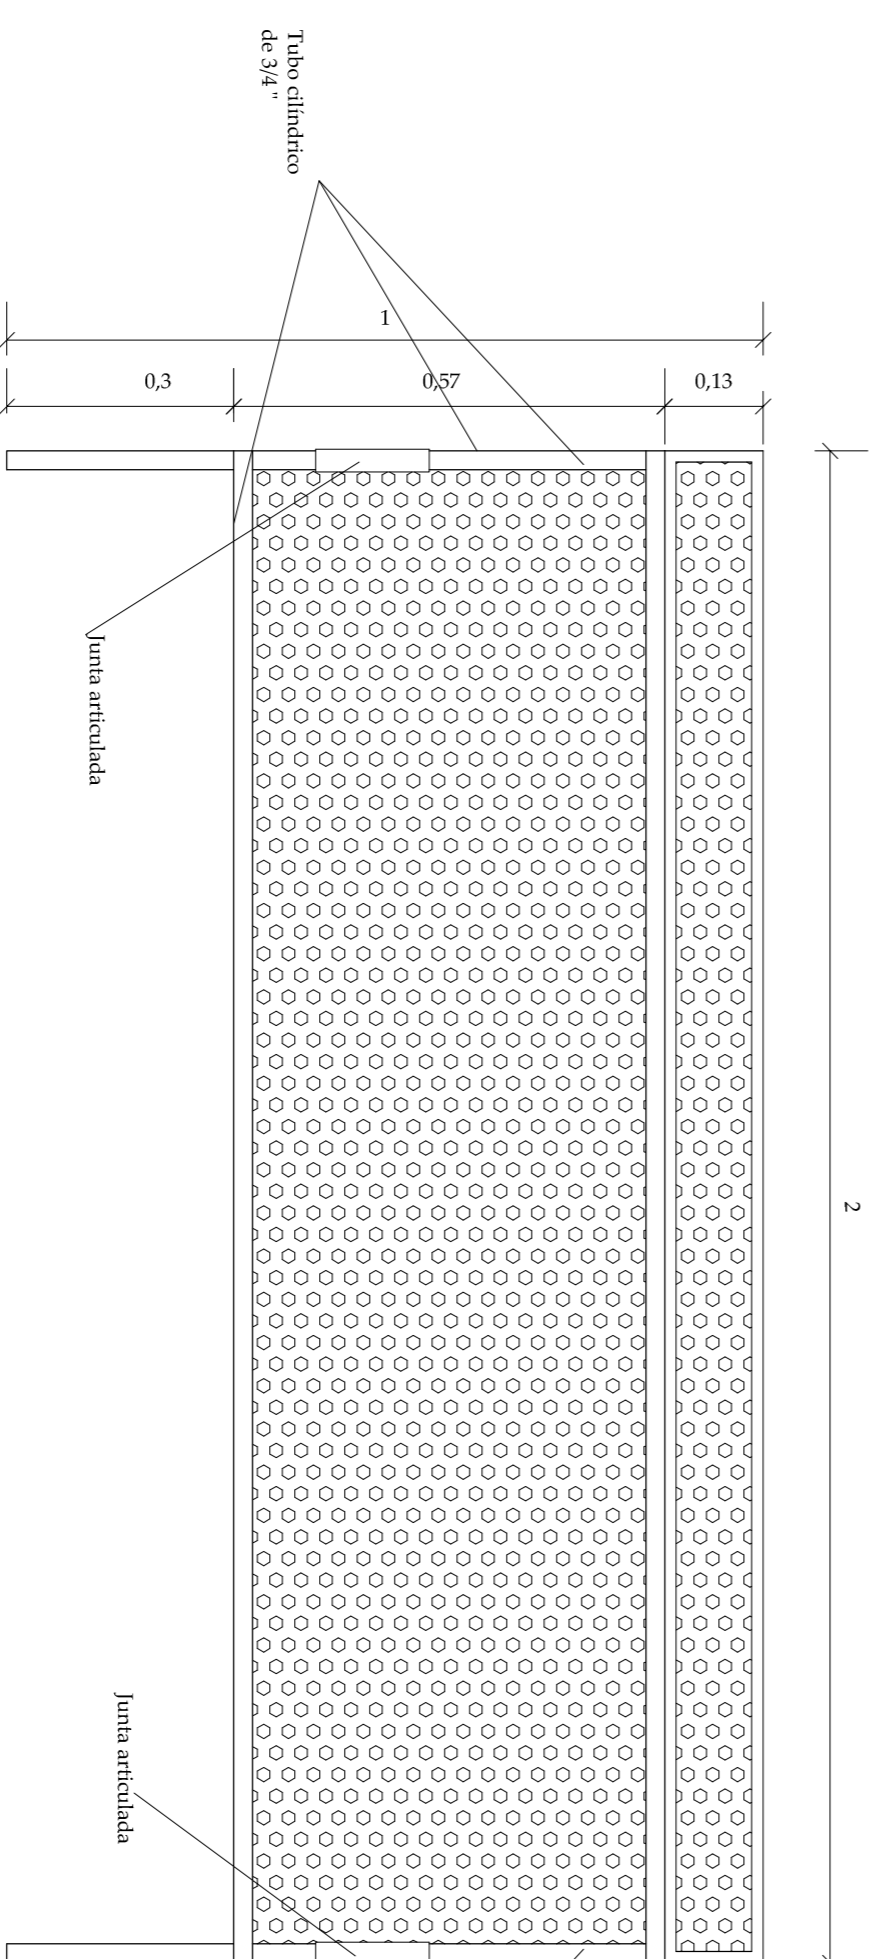 Tubo cilíndrico
de 3/4 "
1
0,3
0,57
0,13
Junta articulada
2
Junta articulada